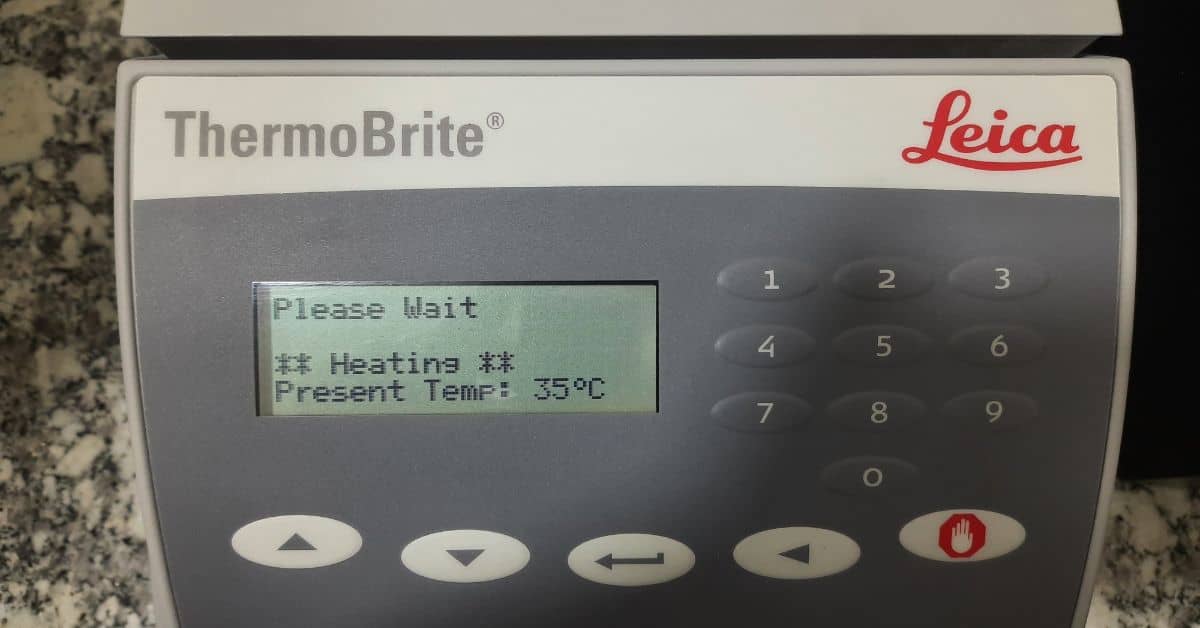 ThermoBrite®
Leica
Please Wait
** Heating **
Present Temp: 35°C
1 2 3
4 5 6
7 8 9
0